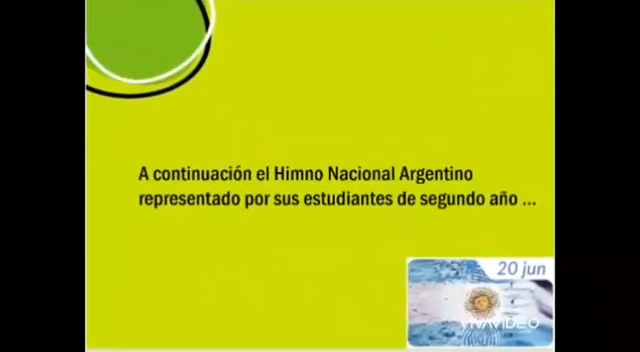 A continuación el Himno Nacional Argentino
representado por sus estudiantes de segundo año ...
20 jun
VIVAVIDEO